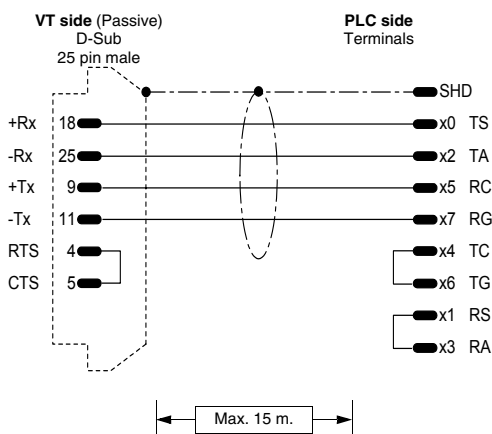 VT side (Passive)
D-Sub
25 pin male
PLC side
Terminals
SHD
+Rx 18 x0 TS
-Rx 25 x2 TA
+Tx 9 x5 RC
-Tx 11 x7 RG
RTS 4 x4 TC
CTS 5 x6 TG
x1 RS
x3 RA
Max. 15 m.